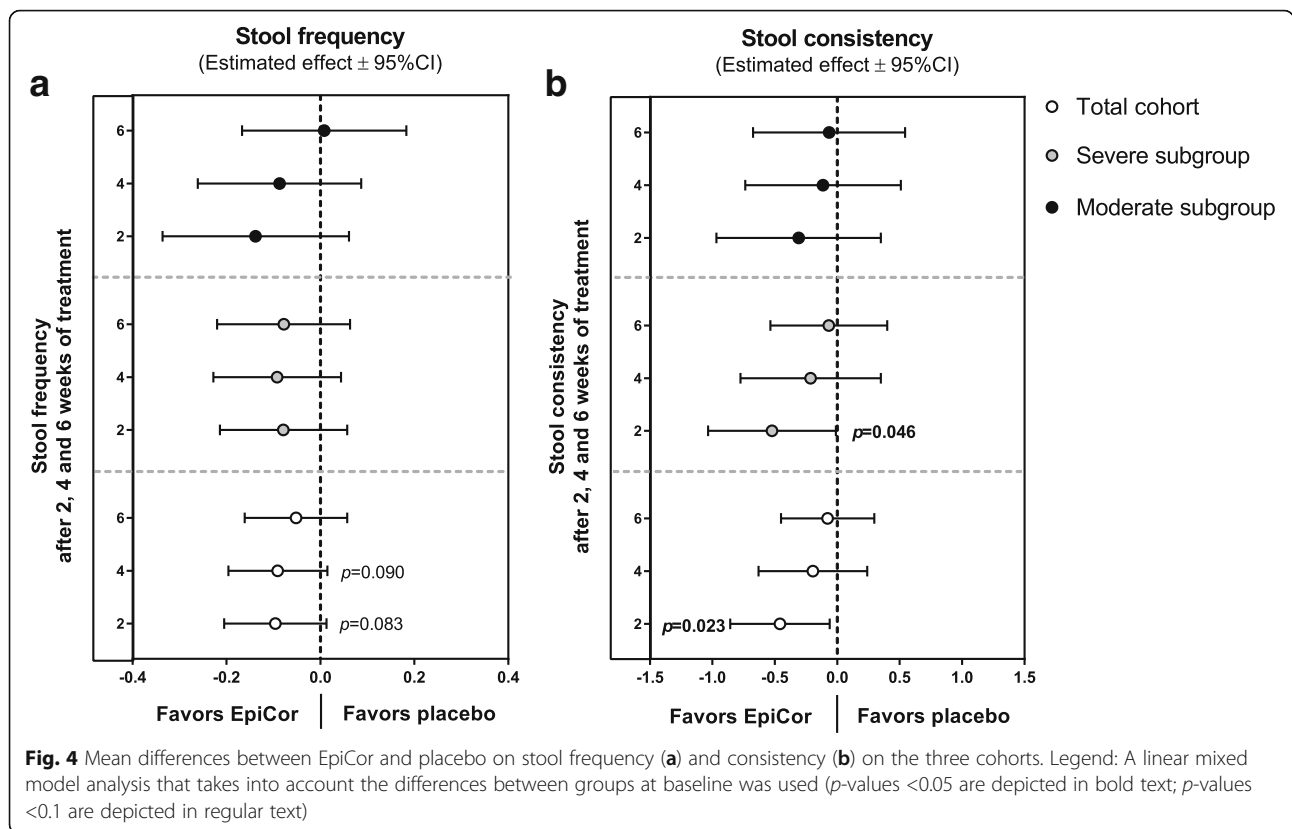 Stool frequency
(Estimated effect ± 95%CI)
a
6
4
2
6
4
2
6
4
p=0.090
2
p=0.083
Stool frequency
after 2, 4 and 6 weeks of treatment
-0.4 -0.2 0.0 0.2 0.4
Favors EpiCor Favors placebo
Stool consistency
(Estimated effect ± 95%CI)
b
6
4
2
6
4
2
p=0.046
6
4
2
p=0.023
Stool consistency
after 2, 4 and 6 weeks of treatment
-1.5 -1.0 -0.5 0.0 0.5 1.0 1.5
Favors EpiCor Favors placebo
Total cohort
Severe subgroup
Moderate subgroup
Fig. 4 Mean differences between EpiCor and placebo on stool frequency (a) and consistency (b) on the three cohorts. Legend: A linear mixed
model analysis that takes into account the differences between groups at baseline was used (p-values <0.05 are depicted in bold text; p-values
<0.1 are depicted in regular text)